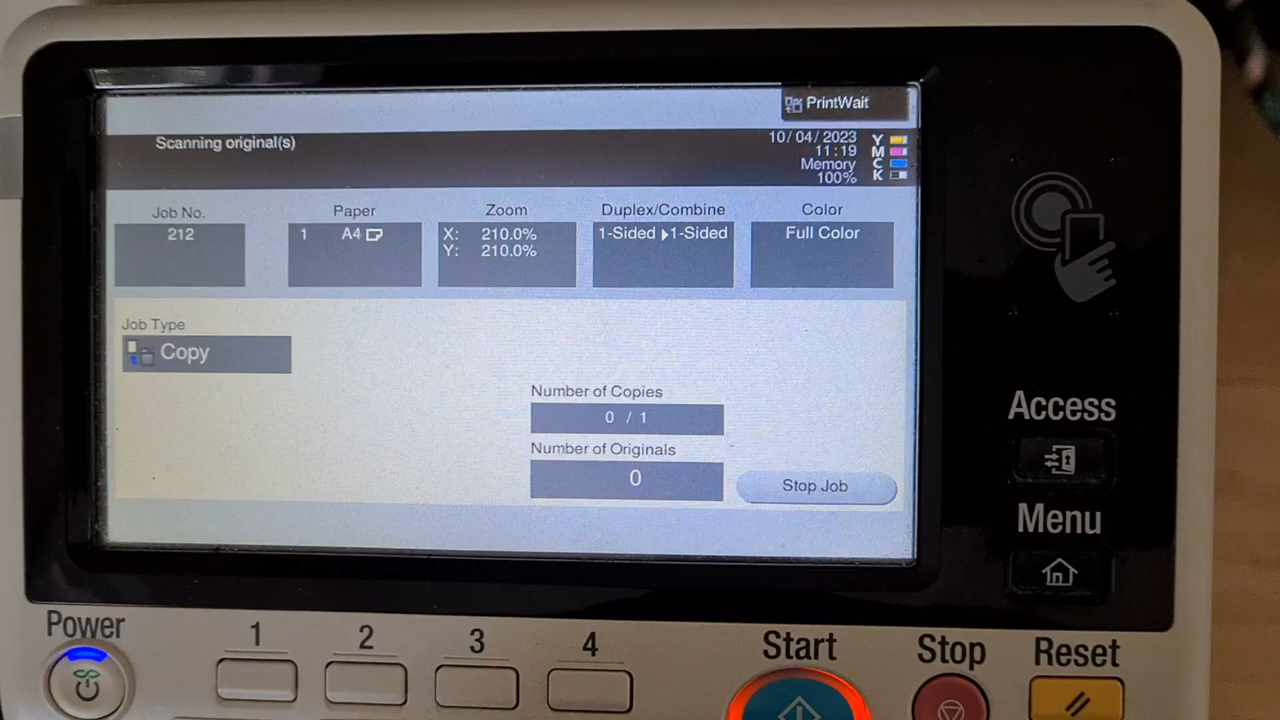 PrintWait
Scanning original(s)
10/04/2023
11:19
Memory
100%
Y
M
C
K
Job No.
212
Paper
1 A4
Zoom
X: 210.0%
Y: 210.0%
Duplex/Combine
1-Sided ▶1-Sided
Color
Full Color
Job Type
Copy
Number of Copies
0 / 1
Number of Originals
0
Stop Job
Access
Menu
Power
1
2
3
4
Start
Stop
Reset